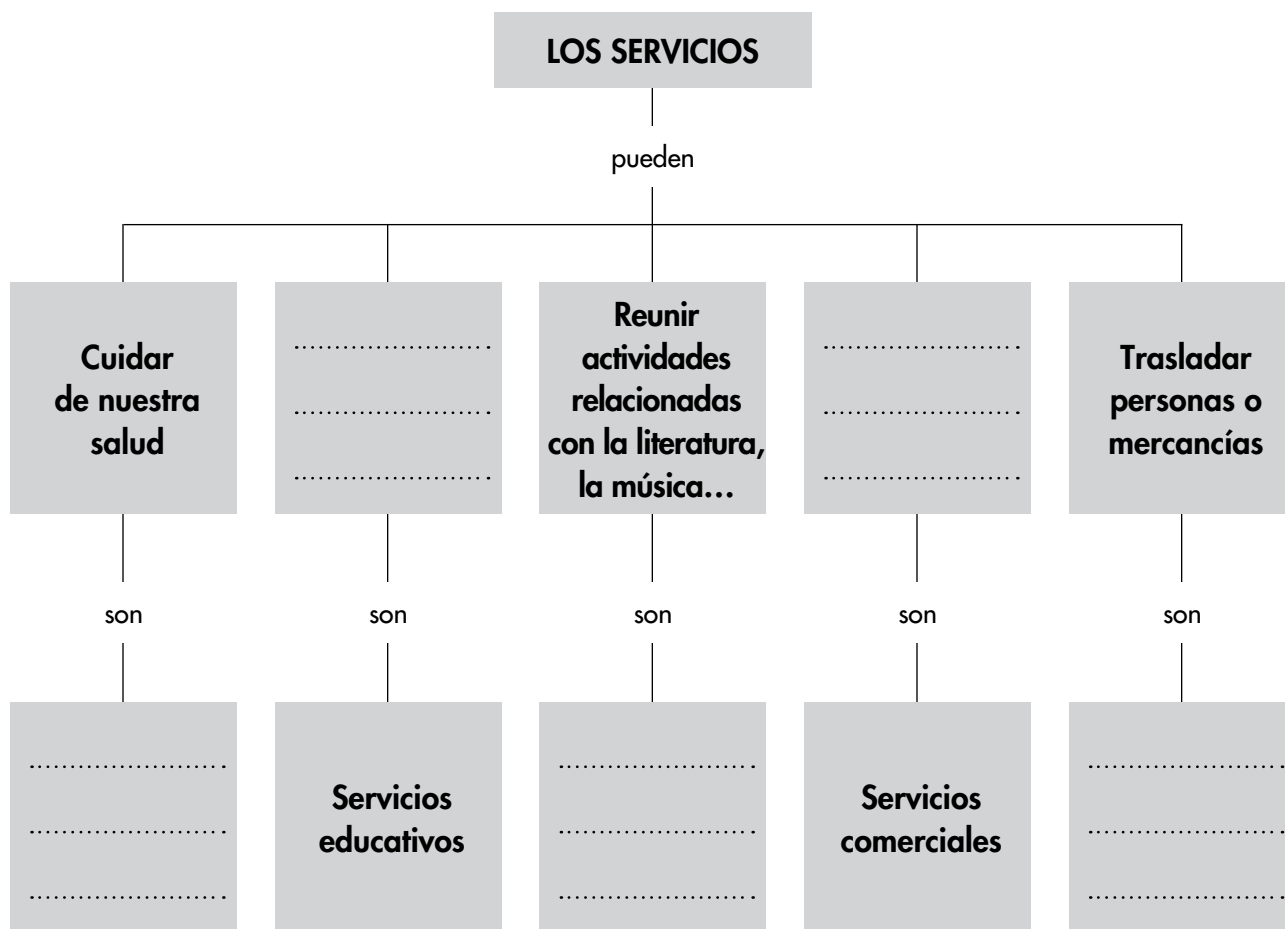 LOS SERVICIOS
pueden
Cuidar
de nuestra
salud
........................
........................
........................
Reunir
actividades
relacionadas
con la literatura,
la música...
........................
........................
........................
Trasladar
personas o
mercancías
son
son
son
son
son
........................
........................
........................
Servicios
educativos
........................
........................
........................
Servicios
comerciales
........................
........................
........................